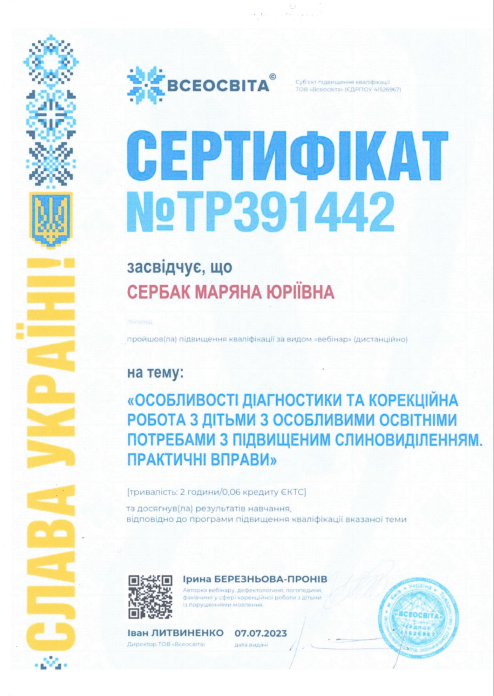 ВСЕОСВІТА©
Суб'єкт підвищення кваліфікації
ТОВ «Всеосвіта» (ЄДРПОУ 41526967)
СЕРТИФІКАТ
№ТР391442
засвідчує, що
СЕРБАК МАРЯНА ЮРІЇВНА
пройшов(ла) підвищення кваліфікації за видом «вебінар» (дистанційно)
на тему:
«ОСОБЛИВОСТІ ДІАГНОСТИКИ ТА КОРЕКЦІЙНА
РОБОТА З ДІТЬМИ З ОСОБЛИВИМИ ОСВІТНІМИ
ПОТРЕБАМИ З ПІДВИЩЕНИМ СЛИНОВИДІЛЕННЯМ.
ПРАКТИЧНІ ВПРАВИ»
[тривалість: 2 години/0,06 кредиту ЄКТС]
та досягнув(ла) результатів навчання,
відповідно до програми підвищення кваліфікації вказаної теми
Ірина БЕРЕЗНЬОВА-ПРОНІВ
Авторка вебінару, дефектологиня, логопединя,
фахівчиня у сфері корекційної роботи з дітьми
із порушеннями мовлення.
Іван ЛИТВИНЕНКО 07.07.2023
Директор ТОВ «Всеосвіта» дата видачі
ВСЕОСВІТА
СЛАВА УКРАЇНІ!